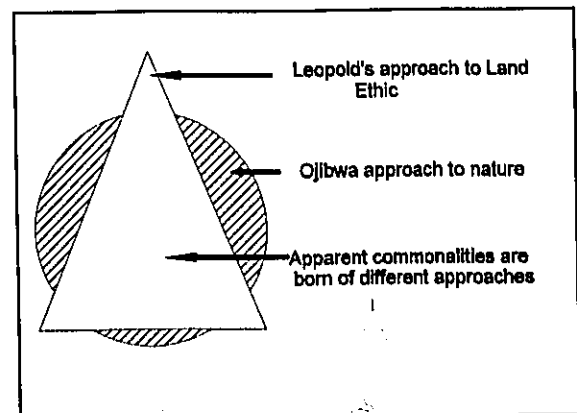 Leopold's approach to Land
Ethic
Ojibwa approach to nature
Apparent commonalities are
born of different approaches